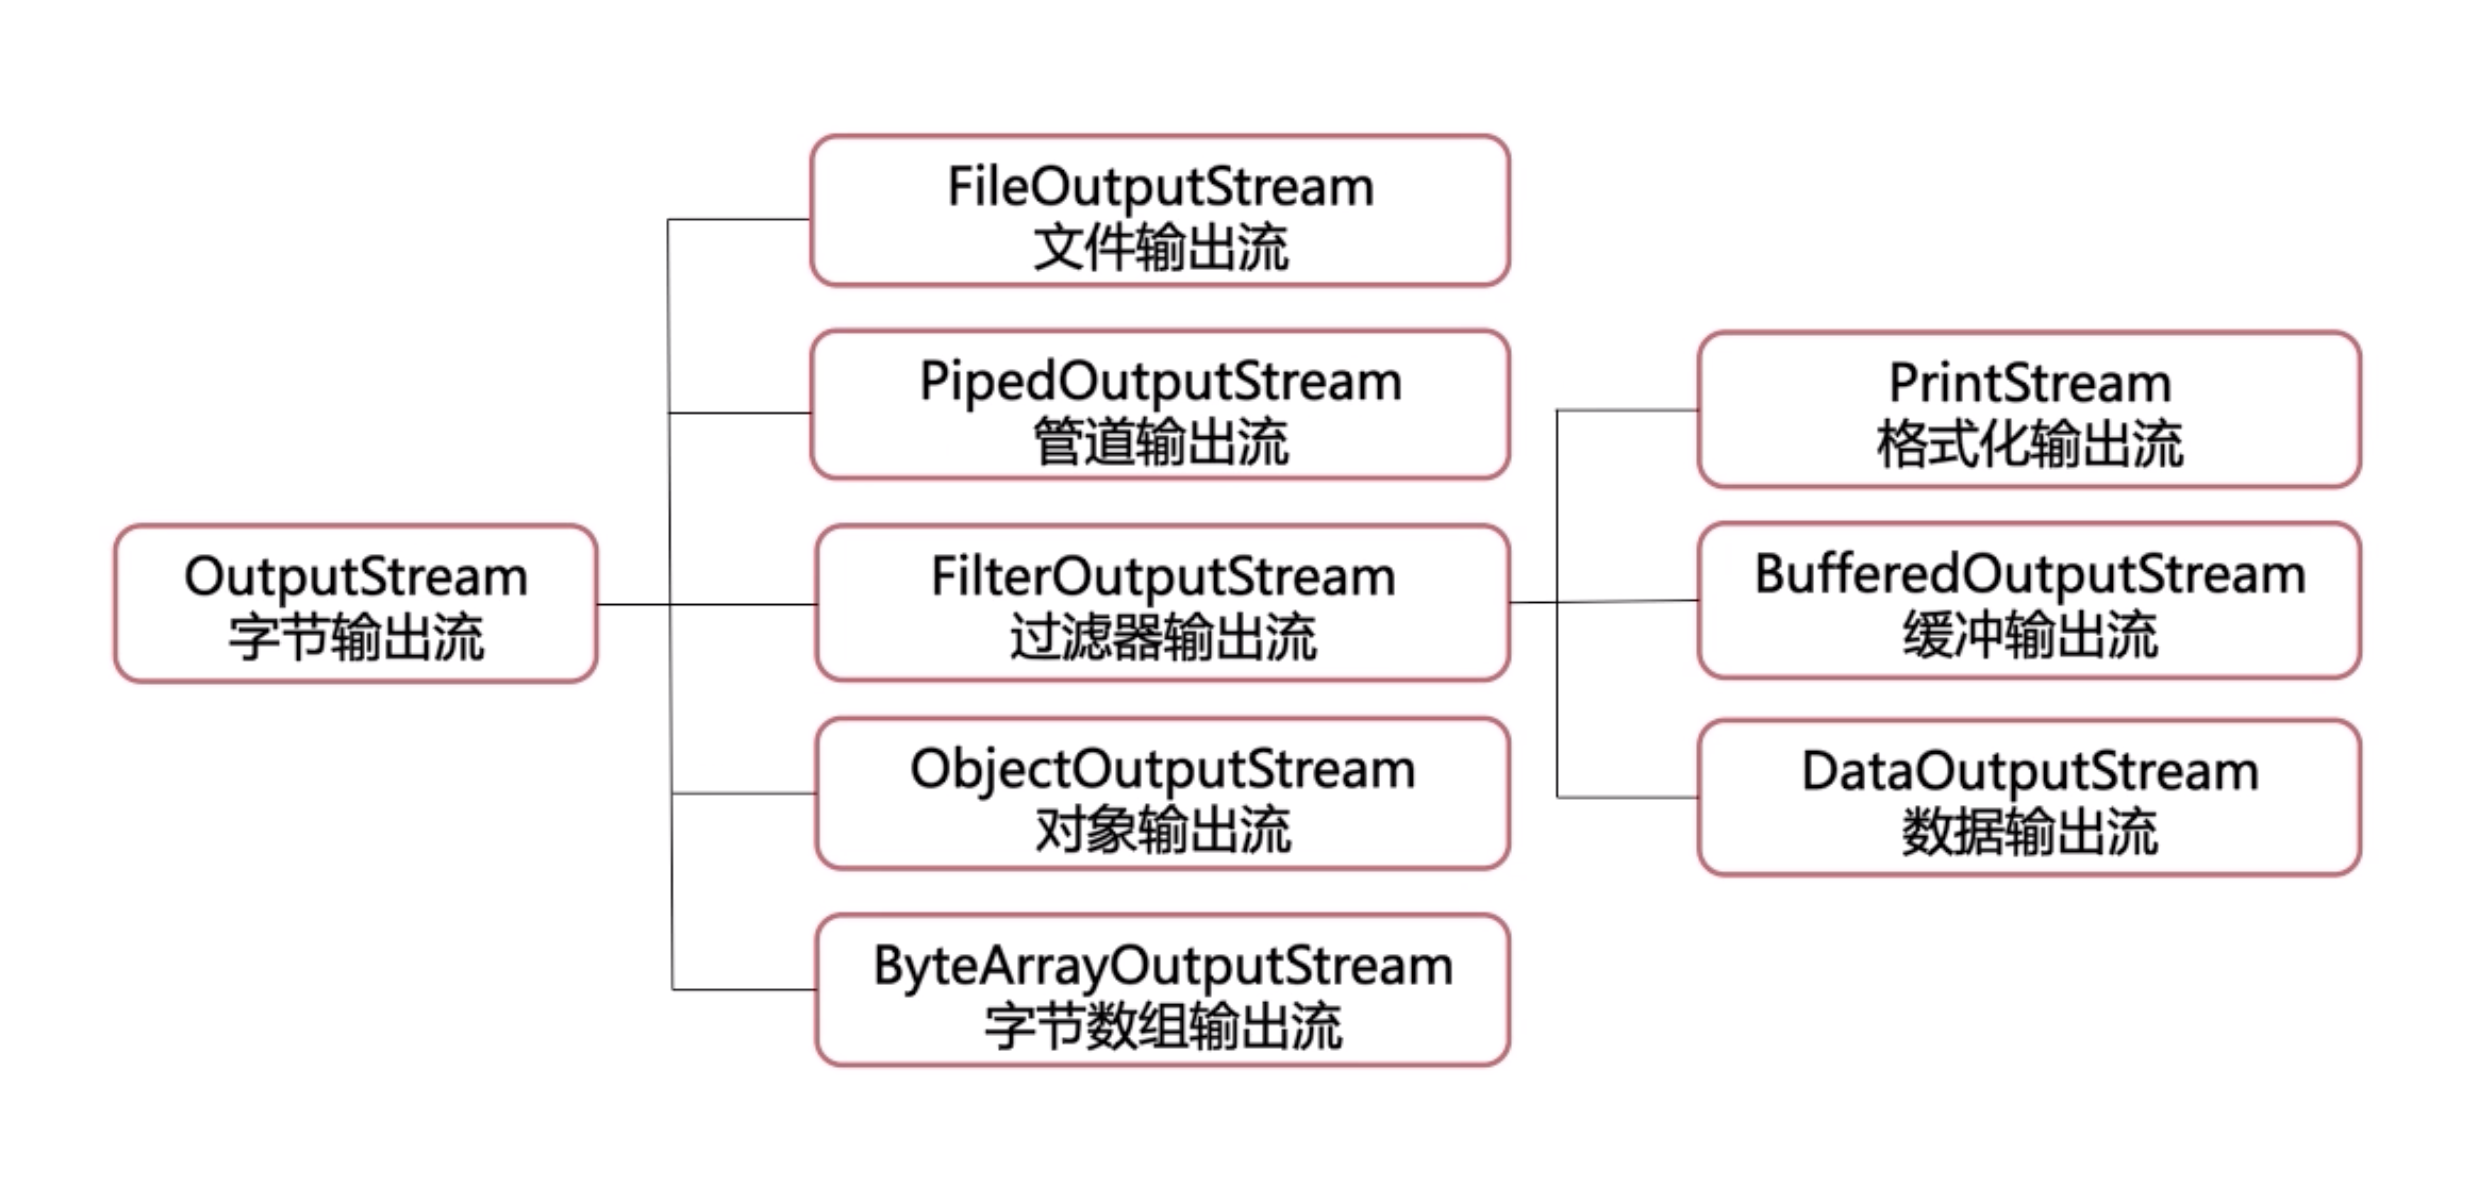 OutputStream
字节输出流
FileOutputStream
文件输出流
PipedOutputStream
管道输出流
FilterOutputStream
过滤器输出流
ObjectOutputStream
对象输出流
ByteArrayOutputStream
字节数组输出流
PrintStream
格式化输出流
BufferedOutputStream
缓冲输出流
DataOutputStream
数据输出流